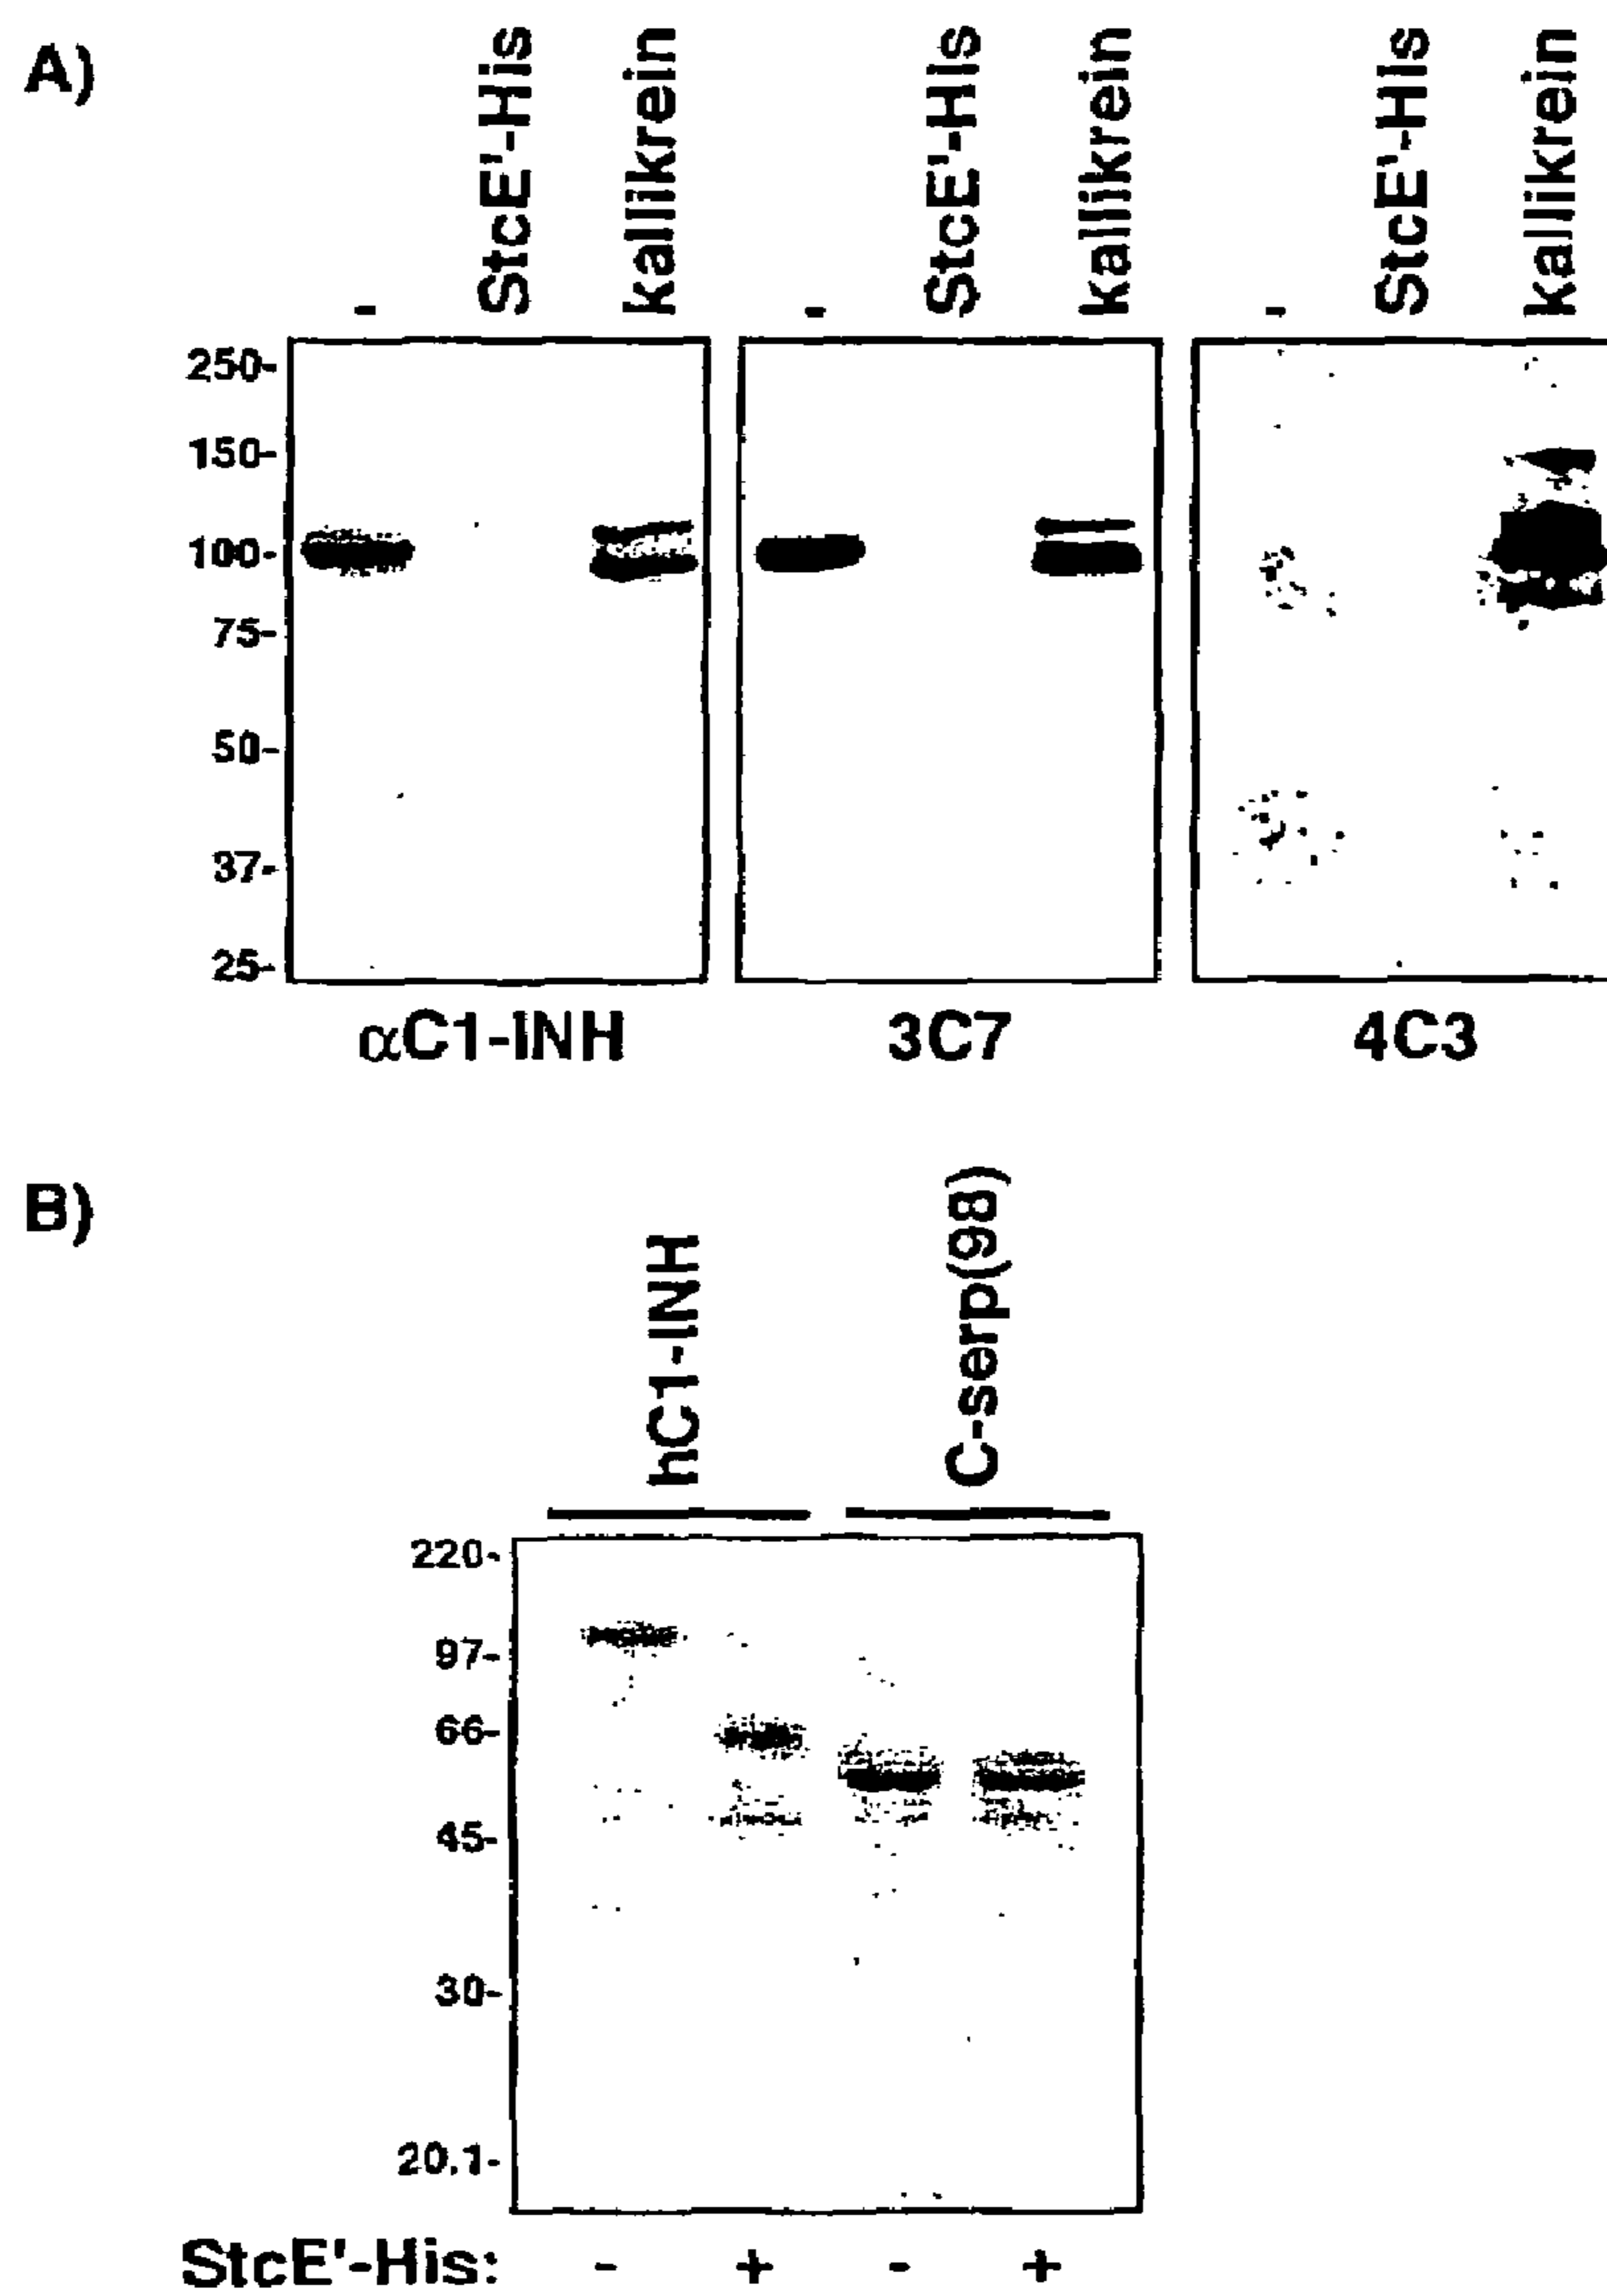 A)
- StcE'-His kallikrein - StcE'-His kallikrein - StcE'-His kallikrein
250-
150-
100-
75-
50-
37-
25-
αC1-INH 3C7 4C3
B)
hC1-INH C-serp(98)
220-
97-
66-
45-
30-
20.1-
StcE'-His: - + - +